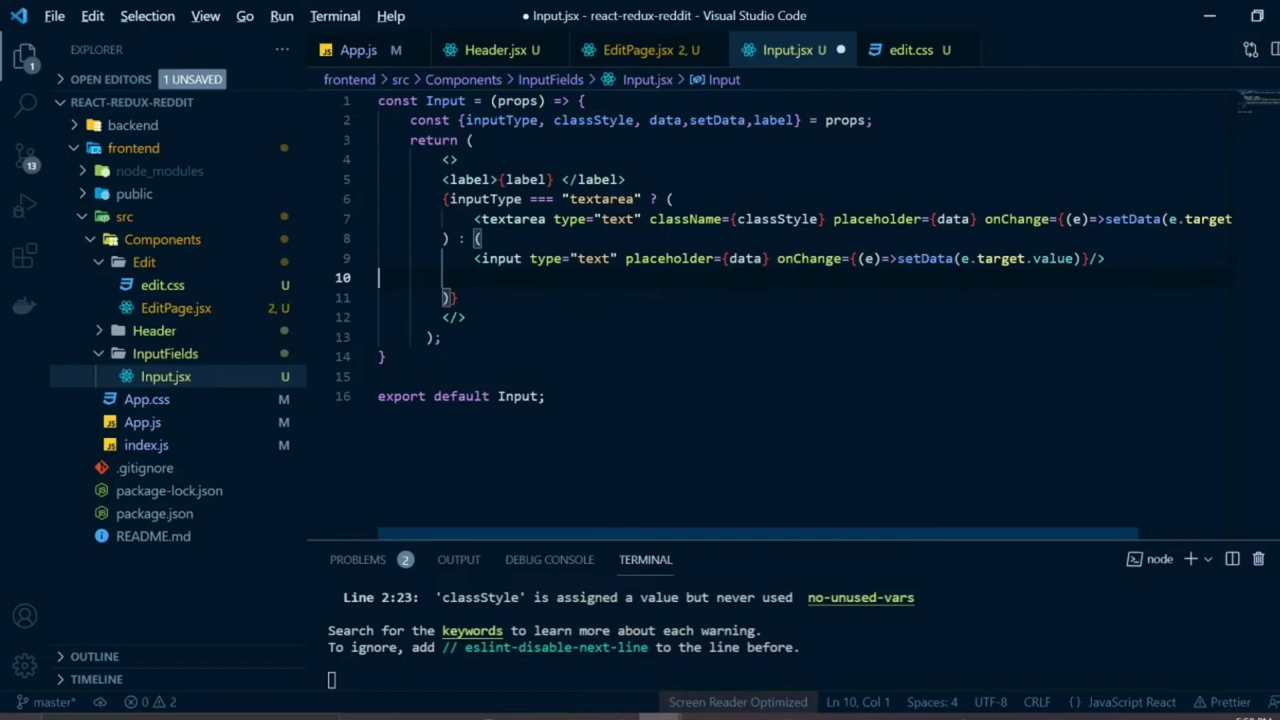 File Edit Selection View Go Run Terminal Help
● Input.jsx - react-redux-reddit - Visual Studio Code
EXPLORER ···
App.js M
Header.jsx U
EditPage.jsx 2, U
Input.jsx U ●
edit.css U
1
OPEN EDITORS 1 UNSAVED
frontend > src > Components > InputFields > Input.jsx > Input
REACT-REDUX-REDDIT
backend
frontend
node_modules
13
public
src
Components
Edit
edit.css U
EditPage.jsx 2, U
Header
InputFields
Input.jsx U
App.css M
App.js M
index.js M
.gitignore
package-lock.json
package.json
README.md
OUTLINE
TIMELINE
1 const Input = (props) => {
2 const {inputType, classStyle, data,setData,label} = props;
3 return (
4 <>
5 <label>{label} </label>
6 {inputType === "textarea" ? (
7 <textarea type="text" className={classStyle} placeholder={data} onChange={(e)=>setData(e.target
8 ) : (
9 <input type="text" placeholder={data} onChange={(e)=>setData(e.target.value)}/>
10
11 )}
12 </>
13 );
14 }
15
16 export default Input;
PROBLEMS 2 OUTPUT DEBUG CONSOLE TERMINAL
node
Line 2:23: 'classStyle' is assigned a value but never used no-unused-vars
Search for the keywords to learn more about each warning.
To ignore, add // eslint-disable-next-line to the line before.
master* 0 2 Screen Reader Optimized Ln 10, Col 1 Spaces: 4 UTF-8 CRLF {} JavaScript React Prettier